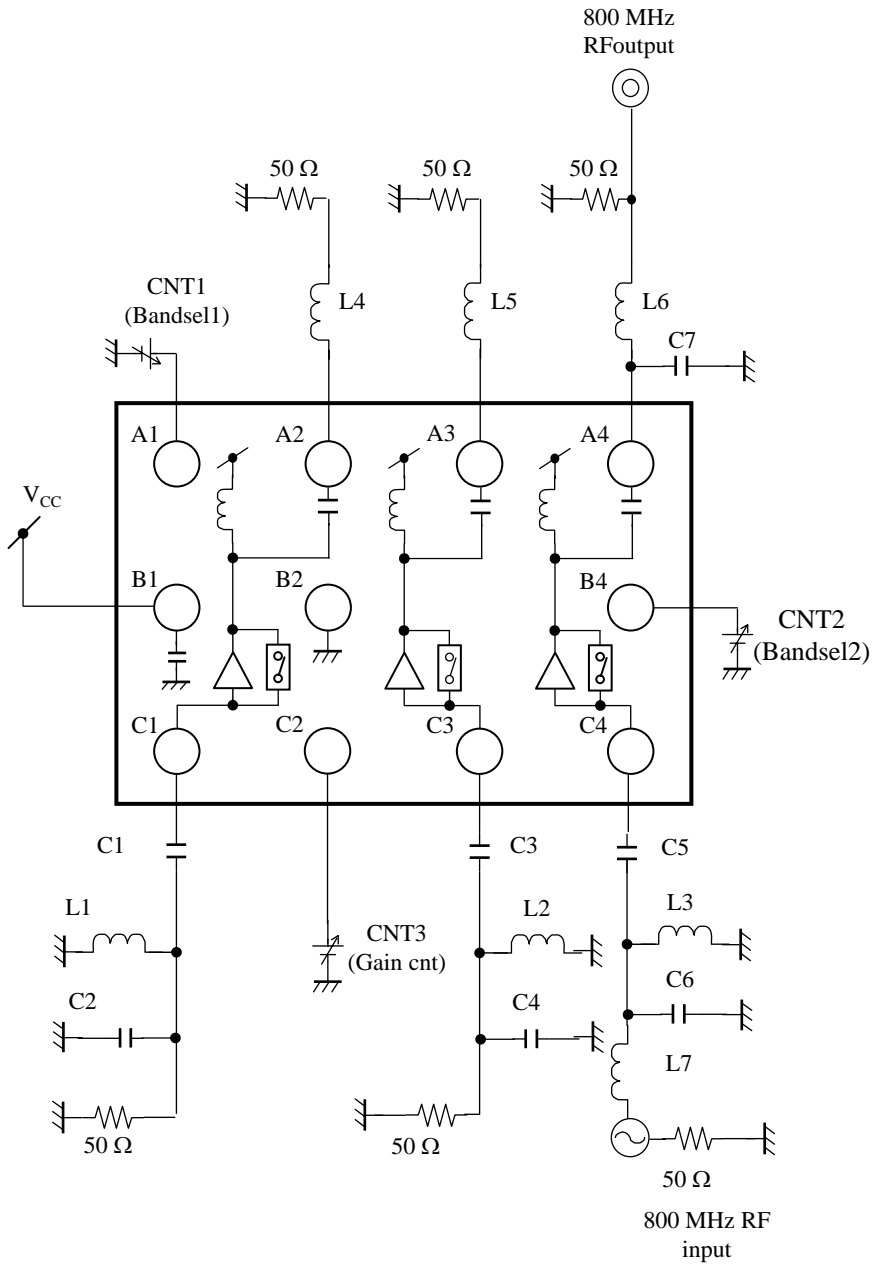 800 MHz
RFoutput
50 Ω
50 Ω
50 Ω
CNT1
(Bandsel1)
L4
L5
L6
C7
A1
A2
A3
A4
VCC
B1
B2
B4
CNT2
(Bandsel2)
C1
C2
C3
C4
C1
C3
C5
L1
CNT3
(Gain cnt)
L2
L3
C2
C4
C6
L7
50 Ω
50 Ω
50 Ω
800 MHz RF
input